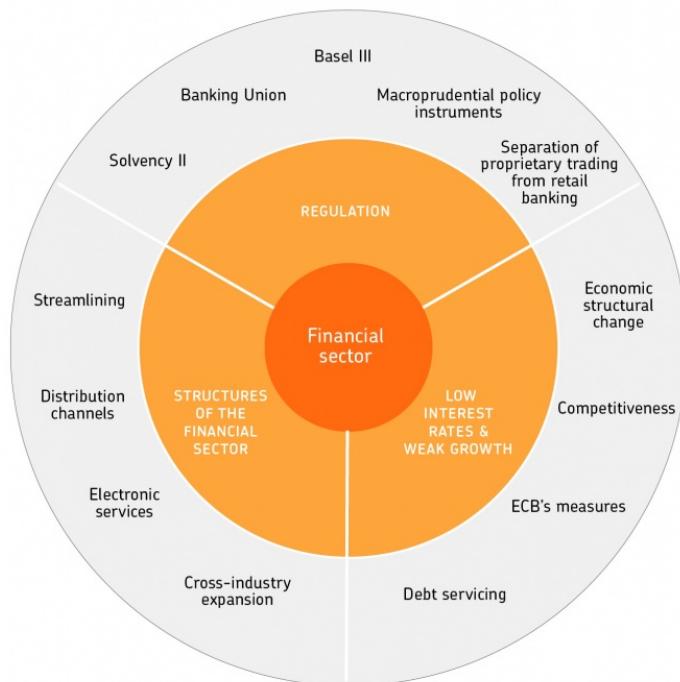 Basel III
Banking Union
Macroprudential policy
instruments
Solvency II
Separation of
proprietary trading
from retail
banking
REGULATION
Streamlining
Economic
structural
change
Financial
sector
Distribution
channels
STRUCTURES
OF THE
FINANCIAL
SECTOR
LOW
INTEREST
RATES &
WEAK GROWTH
Competitiveness
Electronic
services
ECB's measures
Cross-industry
expansion
Debt servicing